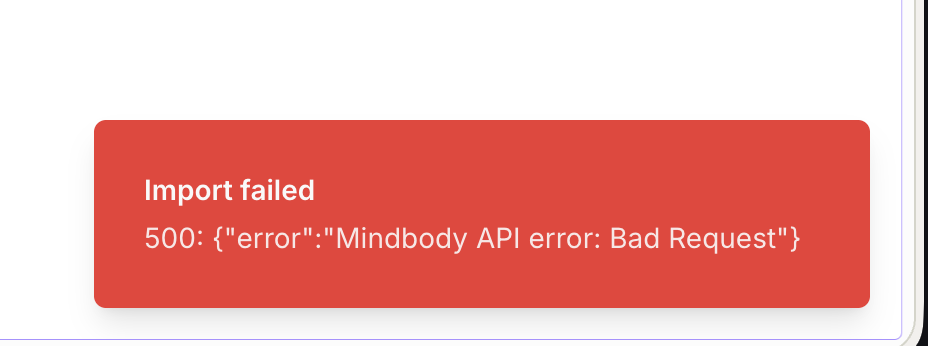 Import failed
500: {"error":"Mindbody API error: Bad Request"}